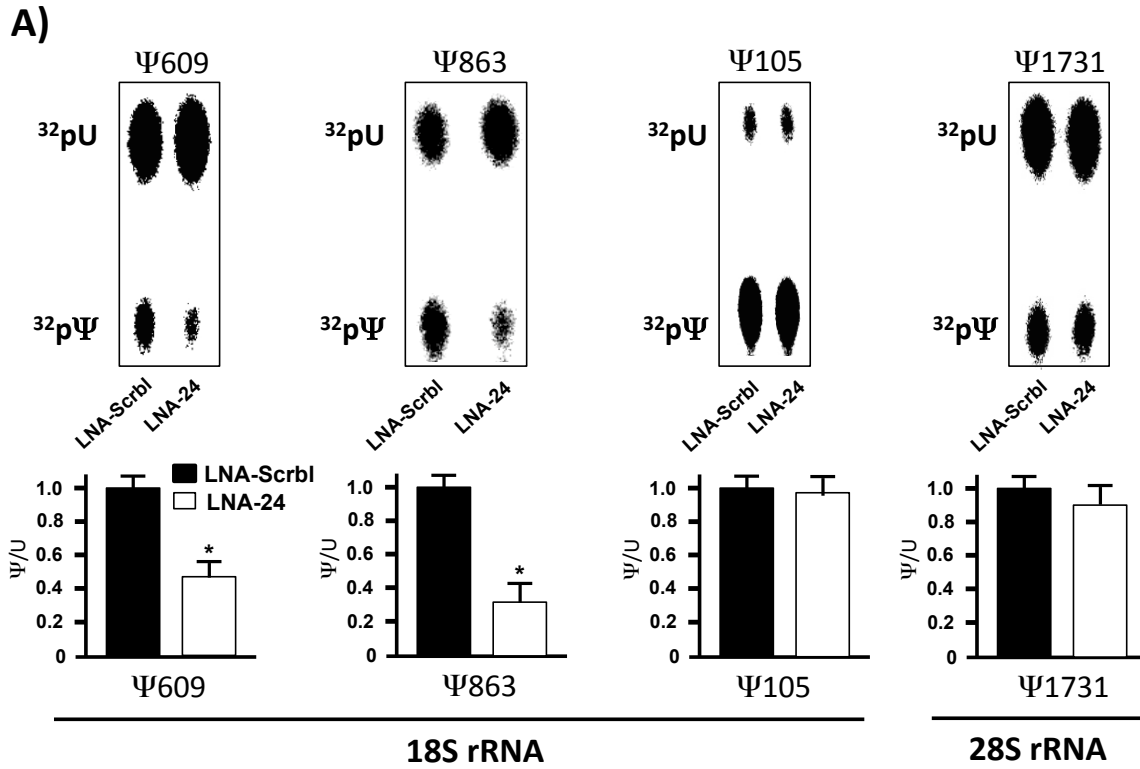 A)
Ψ609 Ψ863 Ψ105 Ψ1731
32pU 32pU 32pU 32pU
32pΨ 32pΨ 32pΨ 32pΨ
LNA-Scrbl LNA-24 LNA-Scrbl LNA-24 LNA-Scrbl LNA-24 LNA-Scrbl LNA-24
LNA-Scrbl
LNA-24
Ψ/U 1.0 0.8 0.6 0.4 0.2 0 *
Ψ/U 1.0 0.8 0.6 0.4 0.2 0 *
Ψ/U 1.0 0.8 0.6 0.4 0.2 0
Ψ/U 1.0 0.8 0.6 0.4 0.2 0
Ψ609 Ψ863 Ψ105 Ψ1731
18S rRNA 28S rRNA